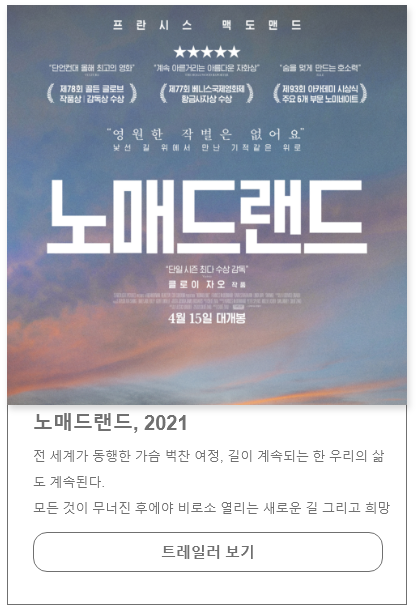 프란시스 맥도맨드
★★★★★
"단언컨대 올해 최고의 영화" "계속 아른거리는 아름다운 자화상" "숨을 멎게 만드는 호소력"
제78회 골든 글로브 제77회 베니스국제영화제 제93회 아카데미 시상식
작품상 | 감독상 수상 황금사자상 수상 주요 6개 부문 노미네이트
"영원한 작별은 없어요"
낯선 길 위에서 만난 기적같은 위로
노매드랜드
"단일 시즌 최다 수상 감독"
클로이 자오 작품
4월 15일 대개봉
노매드랜드, 2021
전 세계가 동행한 가슴 벅찬 여정, 길이 계속되는 한 우리의 삶
도 계속된다.
모든 것이 무너진 후에야 비로소 열리는 새로운 길 그리고 희망
트레일러 보기